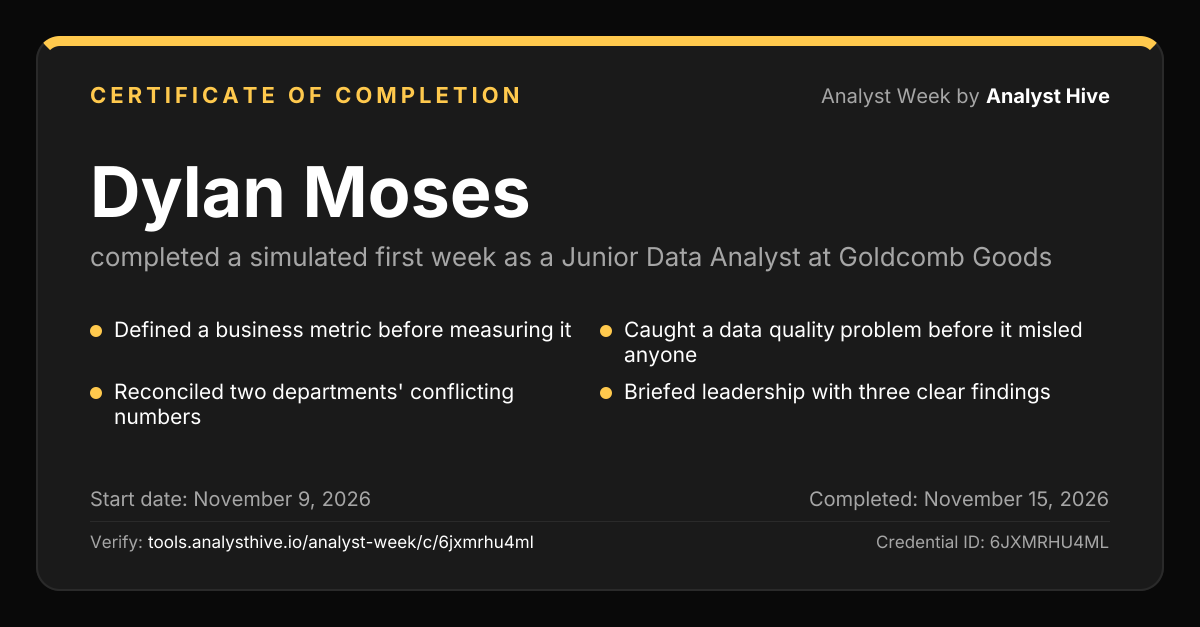 CERTIFICATE OF COMPLETION
Analyst Week by Analyst Hive
Dylan Moses
completed a simulated first week as a Junior Data Analyst at Goldcomb Goods
Defined a business metric before measuring it
Caught a data quality problem before it misled
anyone
Reconciled two departments' conflicting
numbers
Briefed leadership with three clear findings
Start date: November 9, 2026
Completed: November 15, 2026
Verify: tools.analysthive.io/analyst-week/c/6jxmrhu4ml
Credential ID: 6JXMRHU4ML